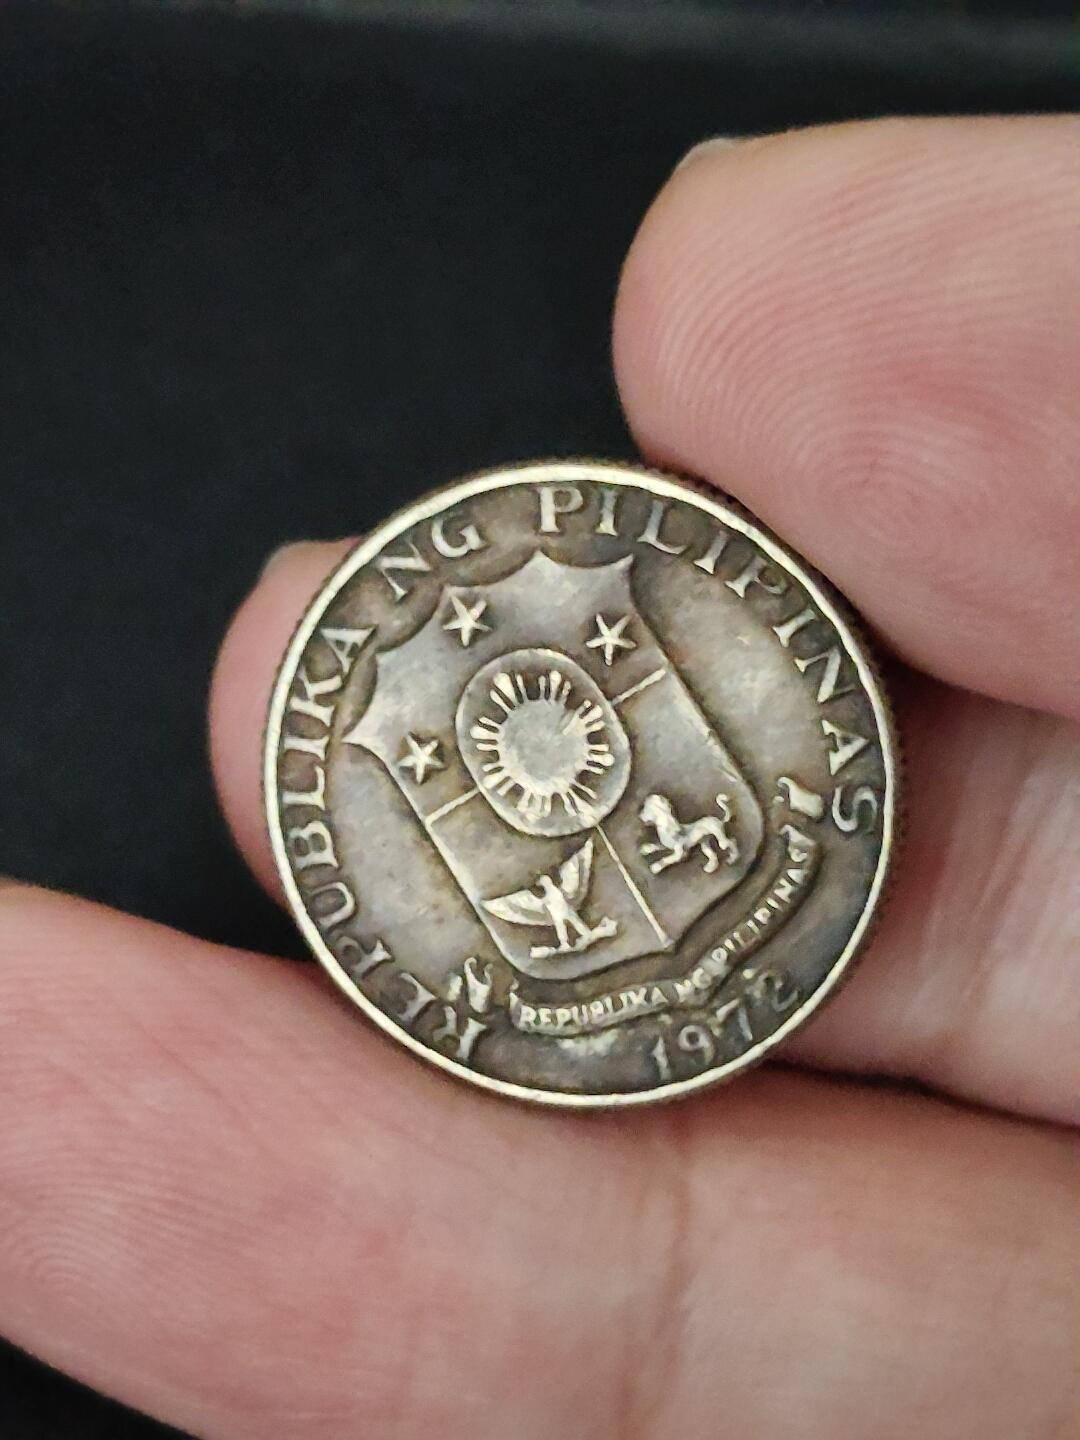 REPUBLIKA NG PILIPINAS
REPUBLIKA NG PILIPINAS
1972